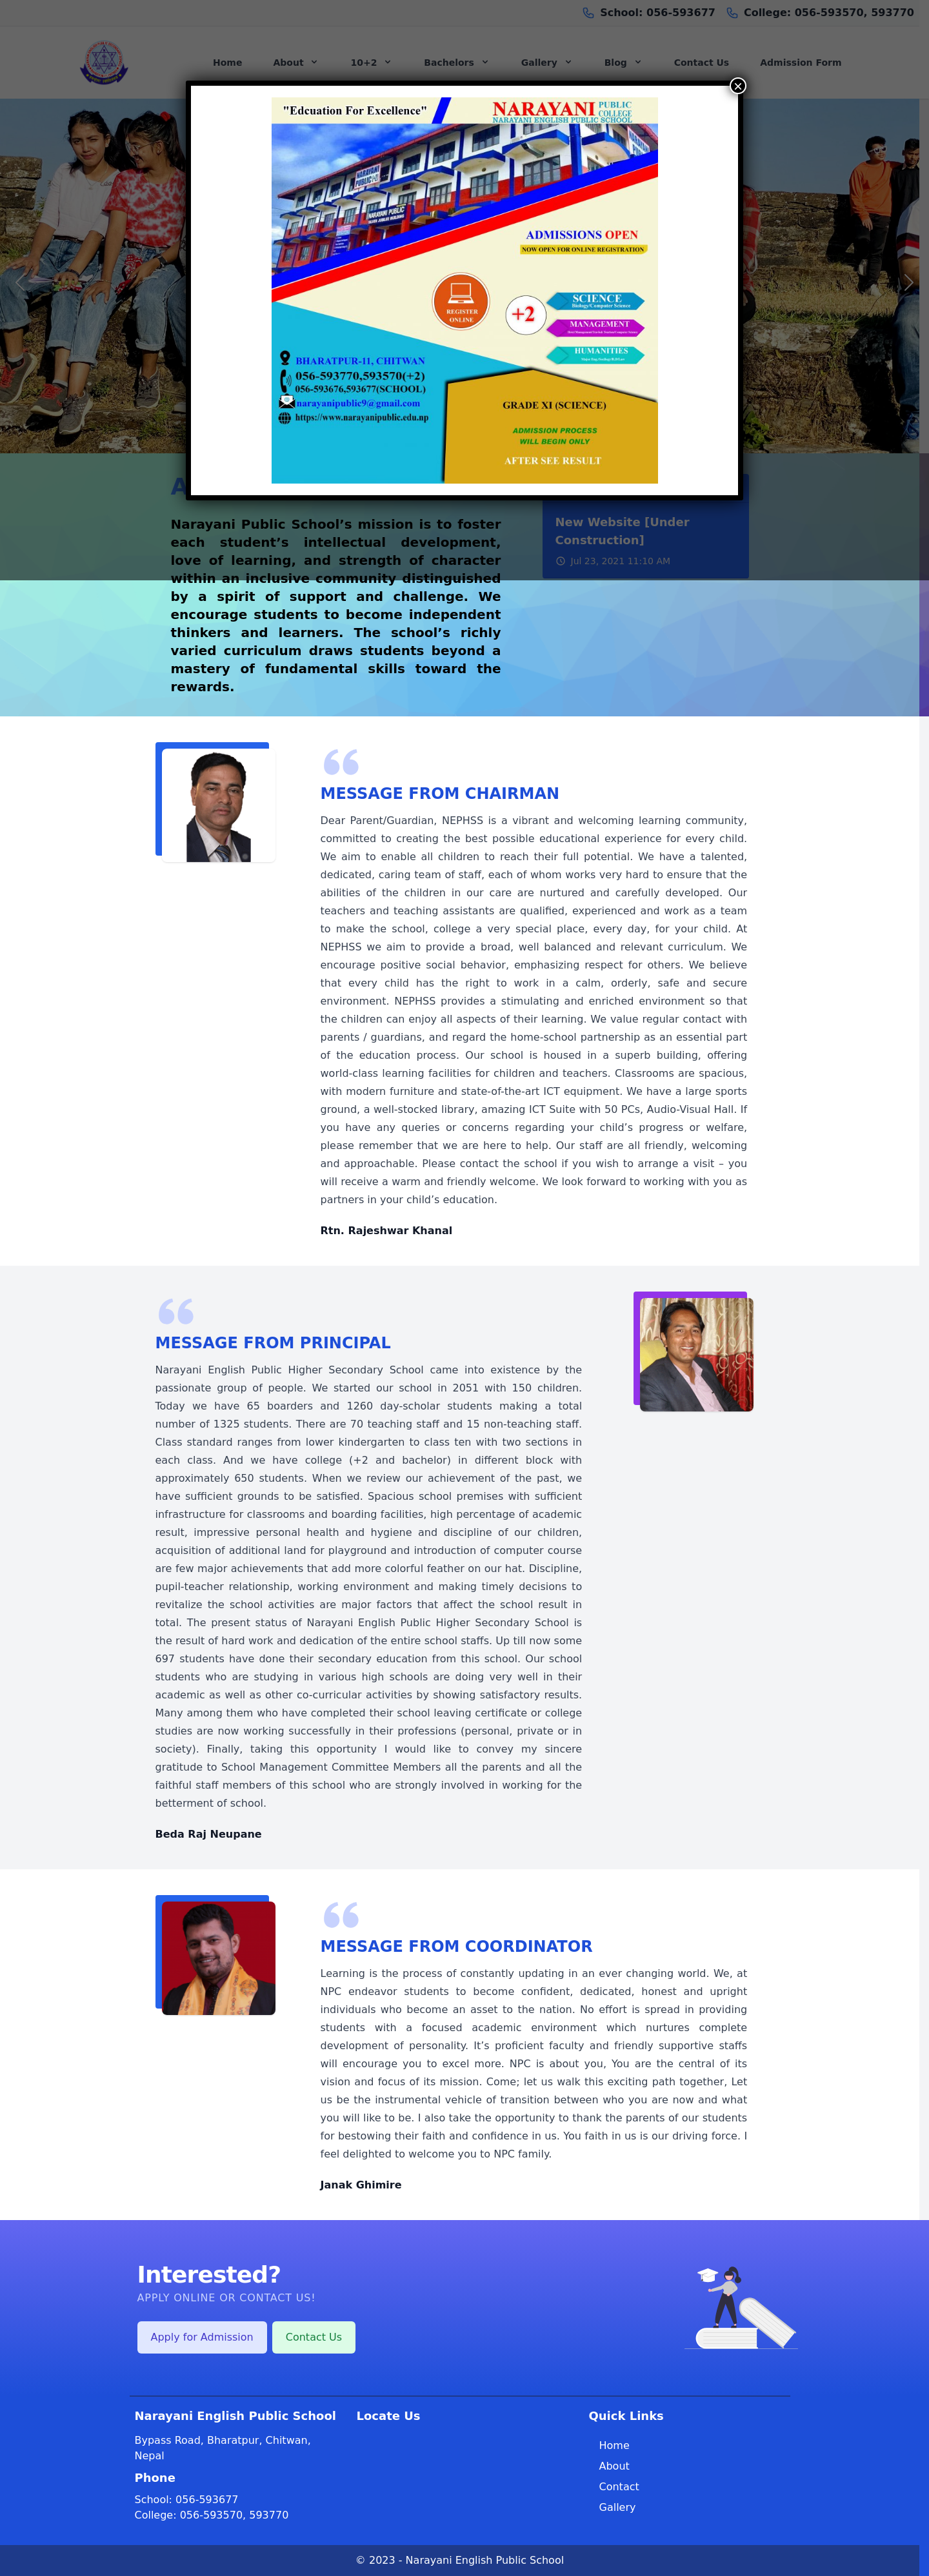 School: 056-593677 College: 056-593570, 593770
Home About 10+2 Bachelors Gallery Blog Contact Us Admission Form
"Edcuation For Excellence"
NARAYANI PUBLIC COLLEGE
NARAYANI ENGLISH PUBLIC SCHOOL
ADMISSIONS OPEN
NOW OPEN FOR ONLINE REGISTRATION
REGISTER
ONLINE
+2
SCIENCE
Biology/Computer Science
MANAGEMENT
HUMANITIES
BHARATPUR-11, CHITWAN
056-593770,593570(+2)
056-593676,593677(SCHOOL)
narayanipublic9@gmail.com
https://www.narayanipublic.edu.np
GRADE XI (SCIENCE)
ADMISSION PROCESS
WILL BEGIN ONLY
AFTER SEE RESULT
Narayani Public School’s mission is to foster
each student’s intellectual development,
love of learning, and strength of character
within an inclusive community distinguished
by a spirit of support and challenge. We
encourage students to become independent
thinkers and learners. The school’s richly
varied curriculum draws students beyond a
mastery of fundamental skills toward the
rewards.
New Website [Under
Construction]
Jul 23, 2021 11:10 AM
MESSAGE FROM CHAIRMAN
Dear Parent/Guardian, NEPHSS is a vibrant and welcoming learning community,
committed to creating the best possible educational experience for every child.
We aim to enable all children to reach their full potential. We have a talented,
dedicated, caring team of staff, each of whom works very hard to ensure that the
abilities of the children in our care are nurtured and carefully developed. Our
teachers and teaching assistants are qualified, experienced and work as a team
to make the school, college a very special place, every day, for your child. At
NEPHSS we aim to provide a broad, well balanced and relevant curriculum. We
encourage positive social behavior, emphasizing respect for others. We believe
that every child has the right to work in a calm, orderly, safe and secure
environment. NEPHSS provides a stimulating and enriched environment so that
the children can enjoy all aspects of their learning. We value regular contact with
parents / guardians, and regard the home-school partnership as an essential part
of the education process. Our school is housed in a superb building, offering
world-class learning facilities for children and teachers. Classrooms are spacious,
with modern furniture and state-of-the-art ICT equipment. We have a large sports
ground, a well-stocked library, amazing ICT Suite with 50 PCs, Audio-Visual Hall. If
you have any queries or concerns regarding your child’s progress or welfare,
please remember that we are here to help. Our staff are all friendly, welcoming
and approachable. Please contact the school if you wish to arrange a visit – you
will receive a warm and friendly welcome. We look forward to working with you as
partners in your child’s education.
Rtn. Rajeshwar Khanal
MESSAGE FROM PRINCIPAL
Narayani English Public Higher Secondary School came into existence by the
passionate group of people. We started our school in 2051 with 150 children.
Today we have 65 boarders and 1260 day-scholar students making a total
number of 1325 students. There are 70 teaching staff and 15 non-teaching staff.
Class standard ranges from lower kindergarten to class ten with two sections in
each class. And we have college (+2 and bachelor) in different block with
approximately 650 students. When we review our achievement of the past, we
have sufficient grounds to be satisfied. Spacious school premises with sufficient
infrastructure for classrooms and boarding facilities, high percentage of academic
result, impressive personal health and hygiene and discipline of our children,
acquisition of additional land for playground and introduction of computer course
are few major achievements that add more colorful feather on our hat. Discipline,
pupil-teacher relationship, working environment and making timely decisions to
revitalize the school activities are major factors that affect the school result in
total. The present status of Narayani English Public Higher Secondary School is
the result of hard work and dedication of the entire school staffs. Up till now some
697 students have done their secondary education from this school. Our school
students who are studying in various high schools are doing very well in their
academic as well as other co-curricular activities by showing satisfactory results.
Many among them who have completed their school leaving certificate or college
studies are now working successfully in their professions (personal, private or in
society). Finally, taking this opportunity I would like to convey my sincere
gratitude to School Management Committee Members all the parents and all the
faithful staff members of this school who are strongly involved in working for the
betterment of school.
Beda Raj Neupane
MESSAGE FROM COORDINATOR
Learning is the process of constantly updating in an ever changing world. We, at
NPC endeavor students to become confident, dedicated, honest and upright
individuals who become an asset to the nation. No effort is spread in providing
students with a focused academic environment which nurtures complete
development of personality. It’s proficient faculty and friendly supportive staffs
will encourage you to excel more. NPC is about you, You are the central of its
vision and focus of its mission. Come; let us walk this exciting path together, Let
us be the instrumental vehicle of transition between who you are now and what
you will like to be. I also take the opportunity to thank the parents of our students
for bestowing their faith and confidence in us. You faith in us is our driving force. I
feel delighted to welcome you to NPC family.
Janak Ghimire
Interested?
APPLY ONLINE OR CONTACT US!
Apply for Admission Contact Us
Narayani English Public School
Bypass Road, Bharatpur, Chitwan,
Nepal
Phone
School: 056-593677
College: 056-593570, 593770
Locate Us
Quick Links
Home
About
Contact
Gallery
© 2023 - Narayani English Public School